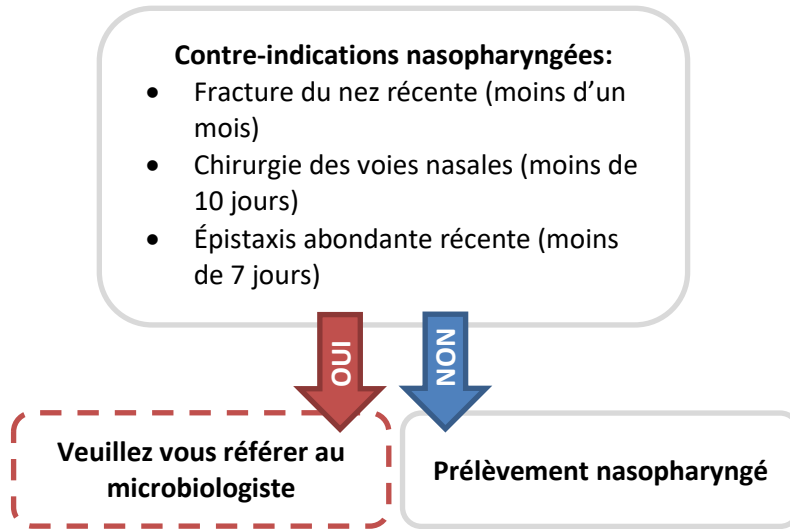 Contre-indications nasopharyngées:
• Fracture du nez récente (moins d’un
mois)
• Chirurgie des voies nasales (moins de
10 jours)
• Épistaxis abondante récente (moins
de 7 jours)
OUI
NON
Veuillez vous référer au
microbiologiste
Prélèvement nasopharyngé